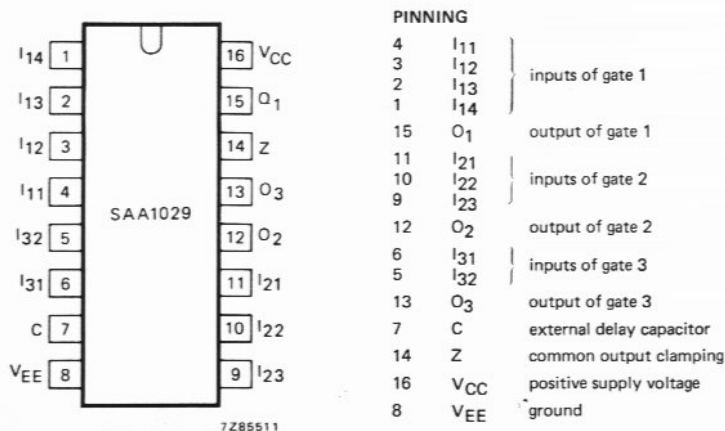 I14 1 16 VCC
I13 2 15 Q1
I12 3 14 Z
I11 4 13 O3
SAA1029
I32 5 12 O2
I31 6 11 I21
C 7 10 I22
VEE 8 9 I23
7Z85511
PINNING
4 I11
3 I12
2 I13
1 I14
inputs of gate 1
15 O1 output of gate 1
11 I21
10 I22
9 I23
inputs of gate 2
12 O2 output of gate 2
6 I31
5 I32
inputs of gate 3
13 O3 output of gate 3
7 C external delay capacitor
14 Z common output clamping
16 VCC positive supply voltage
8 VEE ground